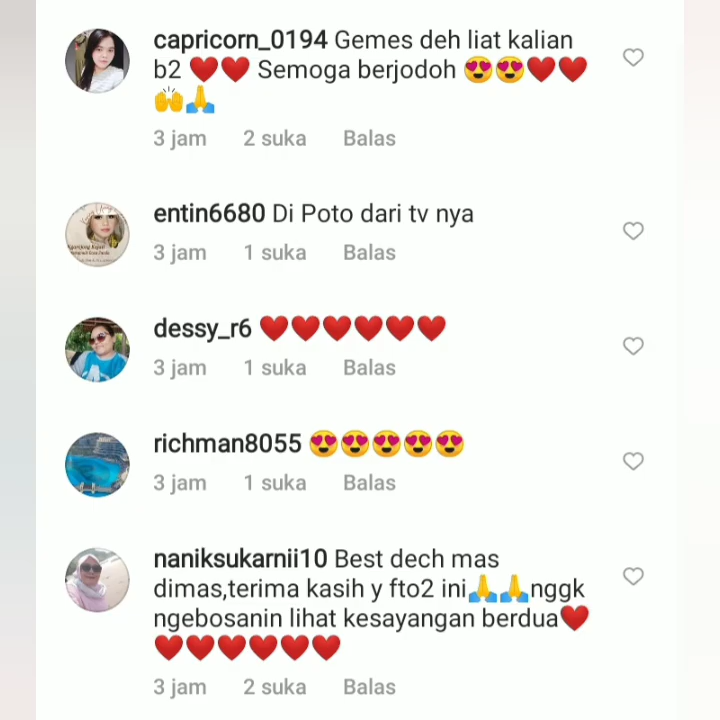 capricorn_0194 Gemes deh liat kalian
b2 ❤️❤️ Semoga berjodoh 😍😍❤️❤️
🙌🙏
3 jam 2 suka Balas
entin6680 Di Poto dari tv nya
3 jam 1 suka Balas
dessy_r6 ❤️❤️❤️❤️❤️❤️
3 jam 1 suka Balas
richman8055 😍😍😍😍😍
3 jam 1 suka Balas
naniksukarnii10 Best dech mas
dimas,terima kasih y fto2 ini🙏🙏nggk
ngebosanin lihat kesayangan berdua❤️
❤️❤️❤️❤️❤️❤️
3 jam 2 suka Balas